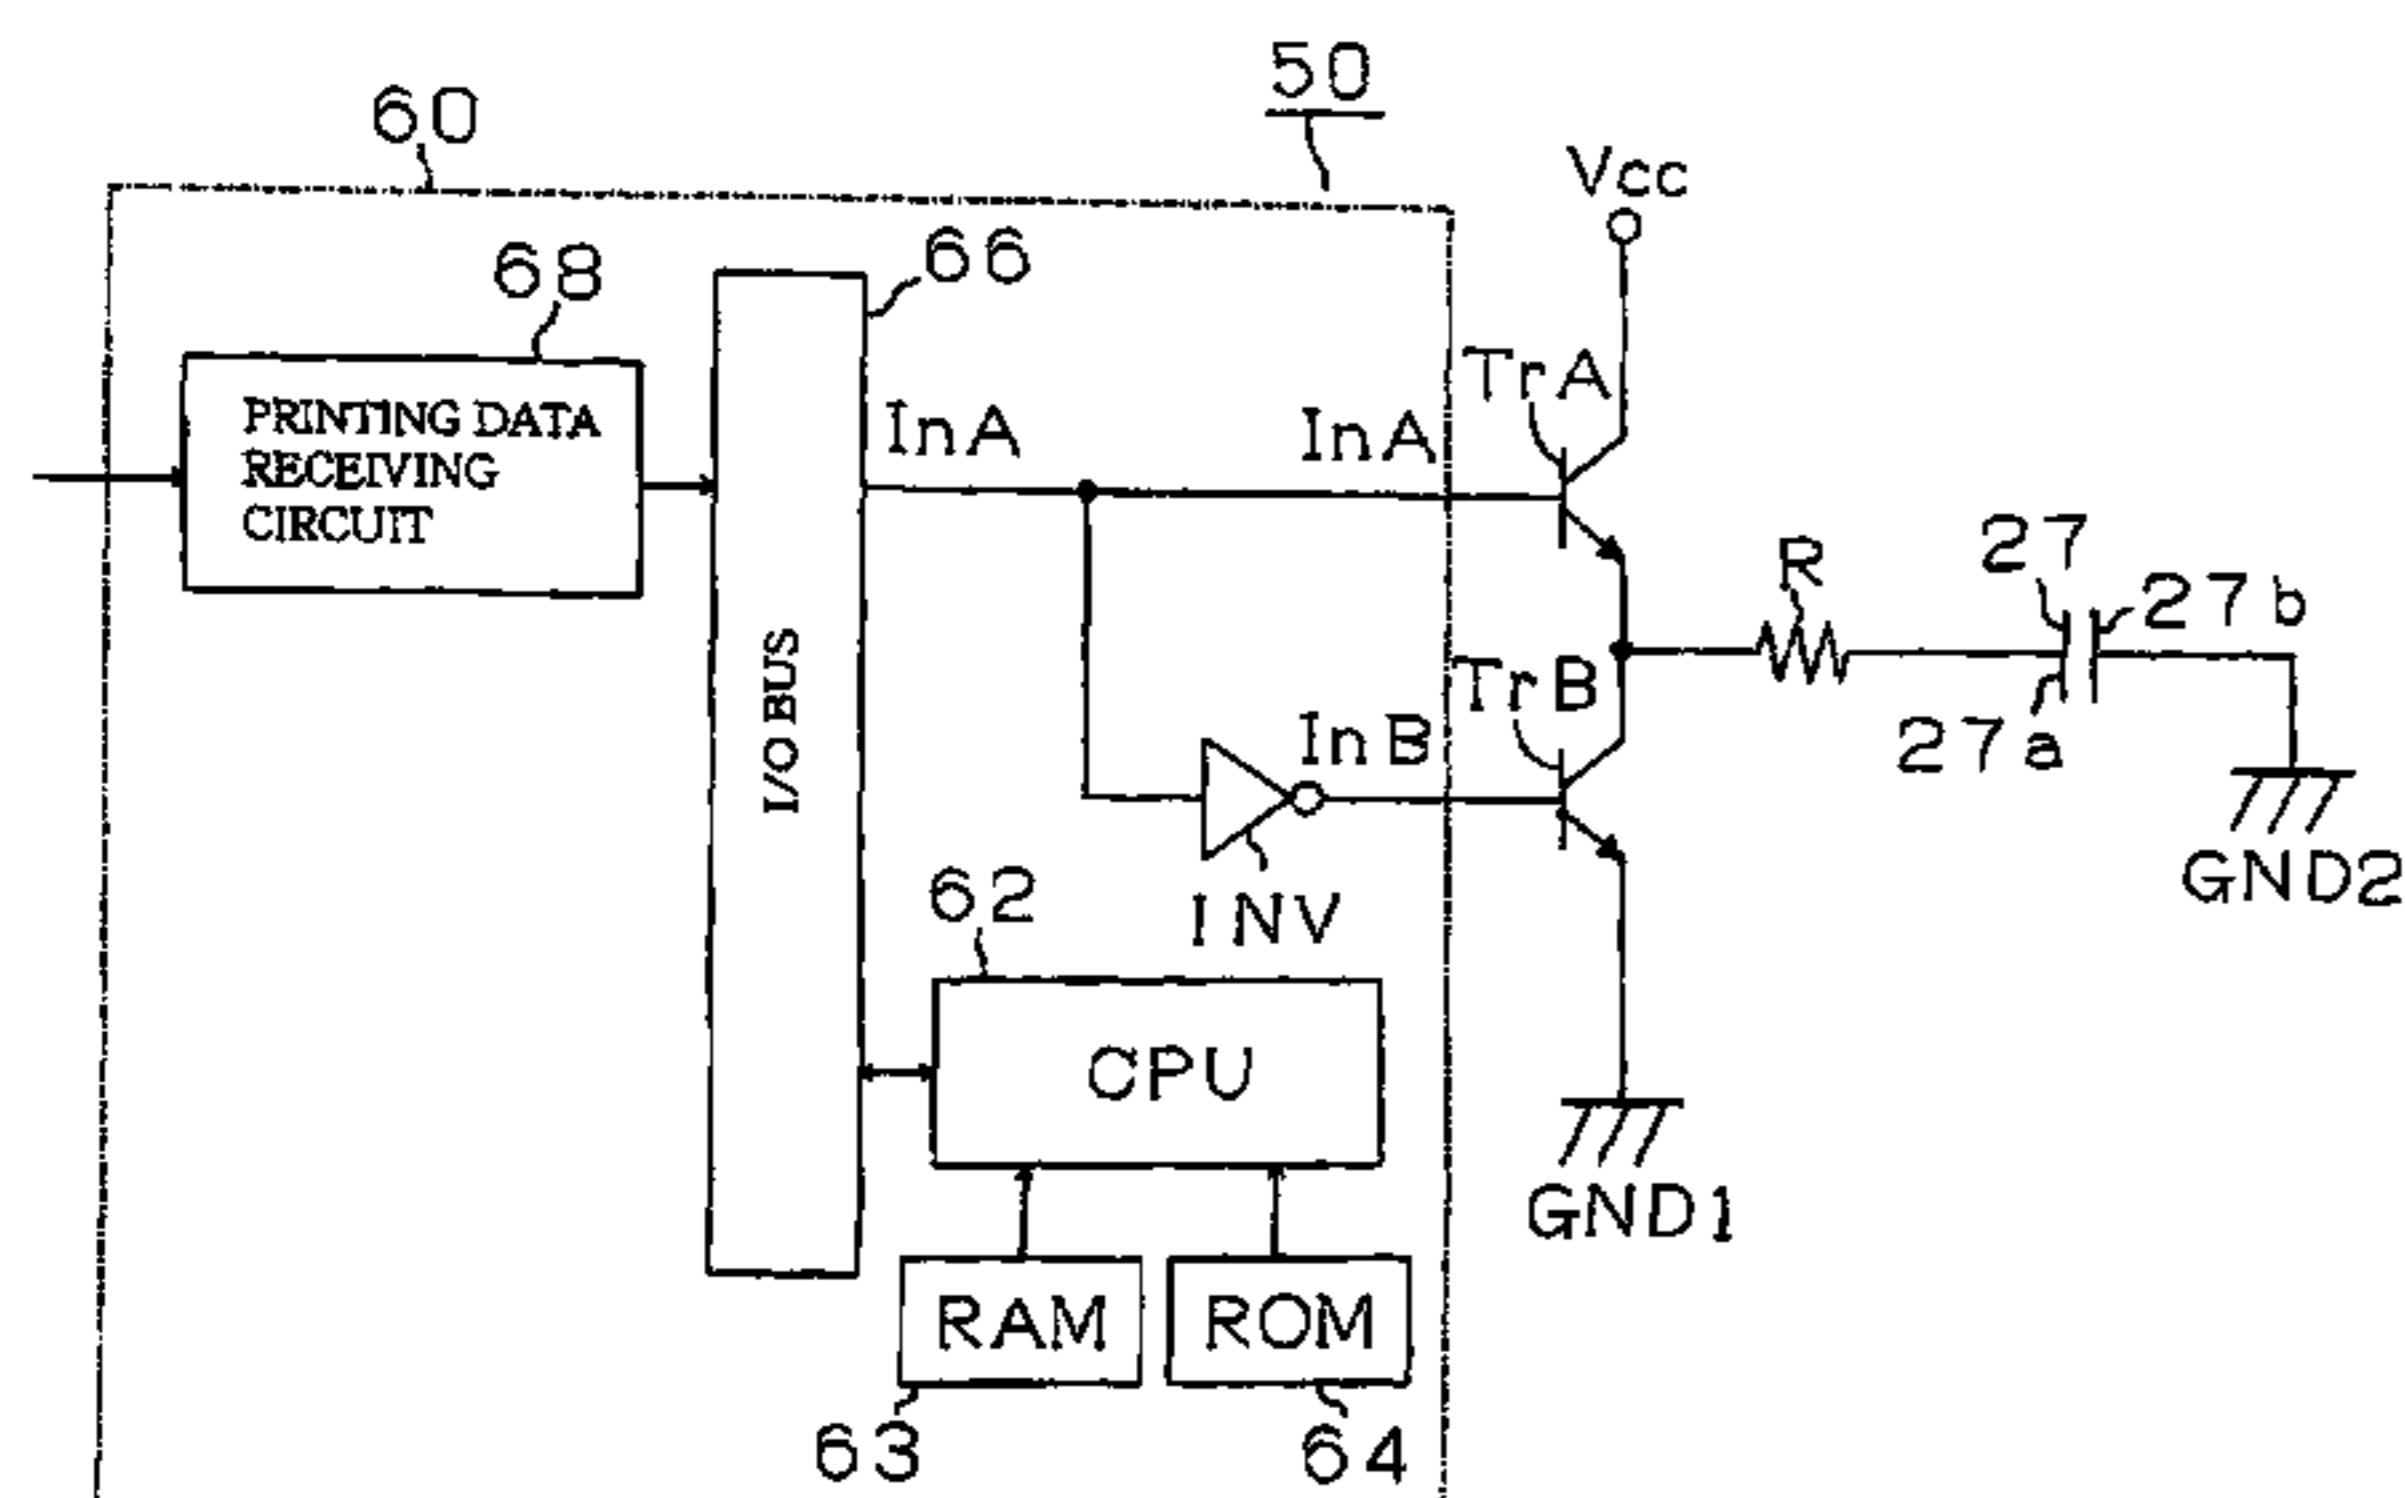 50
60
Vcc
68
66
TrA
PRINTING DATA
RECEIVING
CIRCUIT
InA
InA
27
R
27b
I/O BUS
TrB
InB
27a
62
INV
GND2
CPU
GND1
RAM
ROM
63
64